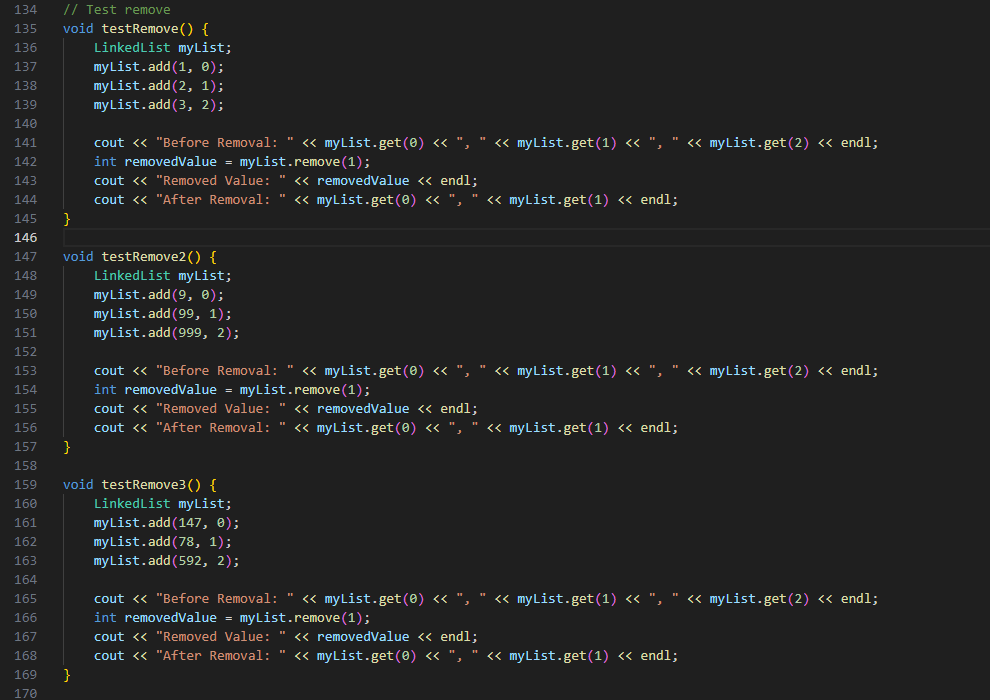 134 // Test remove
135 void testRemove() {
136     LinkedList myList;
137     myList.add(1, 0);
138     myList.add(2, 1);
139     myList.add(3, 2);
140
141     cout << "Before Removal: " << myList.get(0) << ", " << myList.get(1) << ", " << myList.get(2) << endl;
142     int removedValue = myList.remove(1);
143     cout << "Removed Value: " << removedValue << endl;
144     cout << "After Removal: " << myList.get(0) << ", " << myList.get(1) << endl;
145 }
146
147 void testRemove2() {
148     LinkedList myList;
149     myList.add(9, 0);
150     myList.add(99, 1);
151     myList.add(999, 2);
152
153     cout << "Before Removal: " << myList.get(0) << ", " << myList.get(1) << ", " << myList.get(2) << endl;
154     int removedValue = myList.remove(1);
155     cout << "Removed Value: " << removedValue << endl;
156     cout << "After Removal: " << myList.get(0) << ", " << myList.get(1) << endl;
157 }
158
159 void testRemove3() {
160     LinkedList myList;
161     myList.add(147, 0);
162     myList.add(78, 1);
163     myList.add(592, 2);
164
165     cout << "Before Removal: " << myList.get(0) << ", " << myList.get(1) << ", " << myList.get(2) << endl;
166     int removedValue = myList.remove(1);
167     cout << "Removed Value: " << removedValue << endl;
168     cout << "After Removal: " << myList.get(0) << ", " << myList.get(1) << endl;
169 }
170